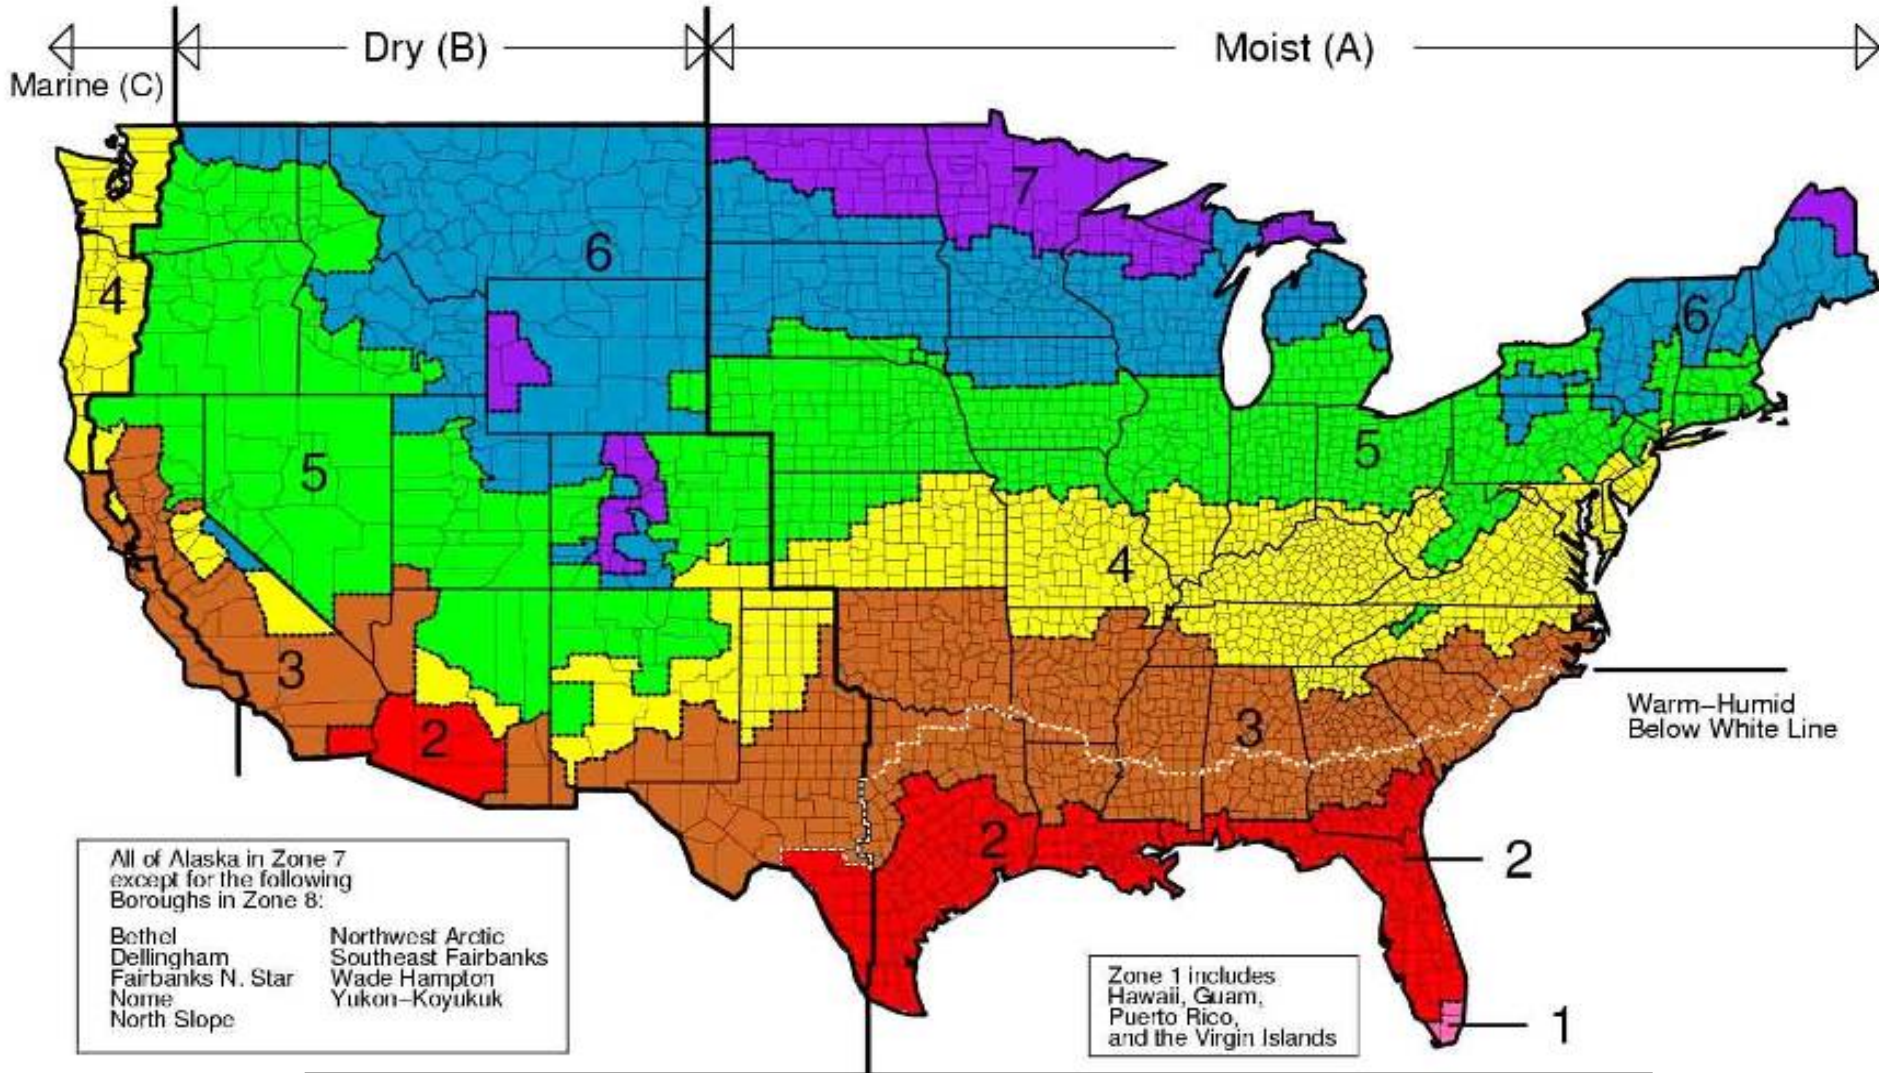 Marine (C)
Dry (B)
Moist (A)
7
6
6
4
5
5
4
3
3
2
2
2
1
Warm-Humid
Below White Line
All of Alaska in Zone 7
except for the following
Boroughs in Zone 8:
Bethel
Dellingham
Fairbanks N. Star
Nome
North Slope
Northwest Arctic
Southeast Fairbanks
Wade Hampton
Yukon-Koyukuk
Zone 1 includes
Hawaii, Guam,
Puerto Rico,
and the Virgin Islands